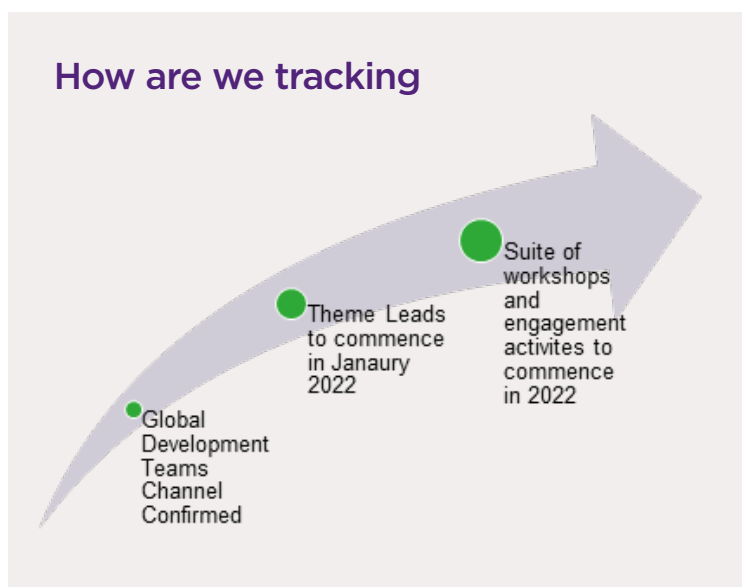 How are we tracking
Global
Development
Teams
Channel
Confirmed
Theme Leads
to commence
in Janaury
2022
Suite of
workshops
and
engagement
activites to
commence
in 2022